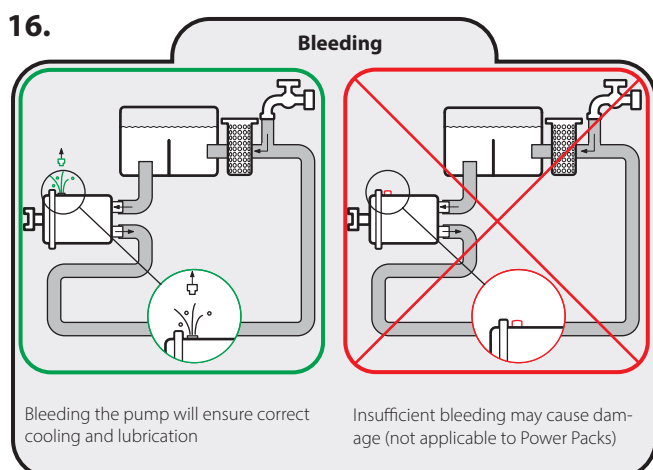 16.
Bleeding
Bleeding the pump will ensure correct
cooling and lubrication
Insufficient bleeding may cause dam-
age (not applicable to Power Packs)